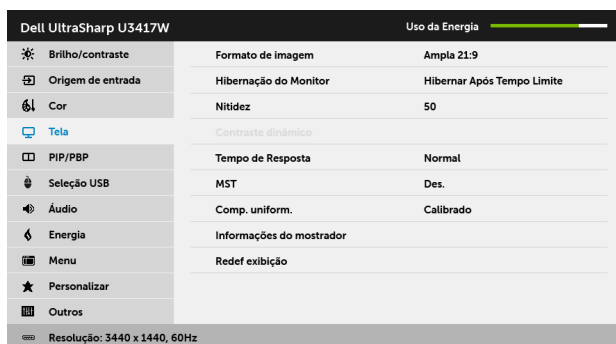 Dell UltraSharp U3417W Uso da Energia
Brilho/contraste Formato de imagem Ampla 21:9
Origem de entrada Hibernação do Monitor Hibernar Após Tempo Limite
Cor Nitidez 50
Tela Contraste dinâmico
PIP/PBP Tempo de Resposta Normal
Seleção USB MST Des.
Áudio Comp. uniform. Calibrado
Energia Informações do mostrador
Menu Redef exibição
Personalizar
Outros
Resolução: 3440 x 1440, 60Hz